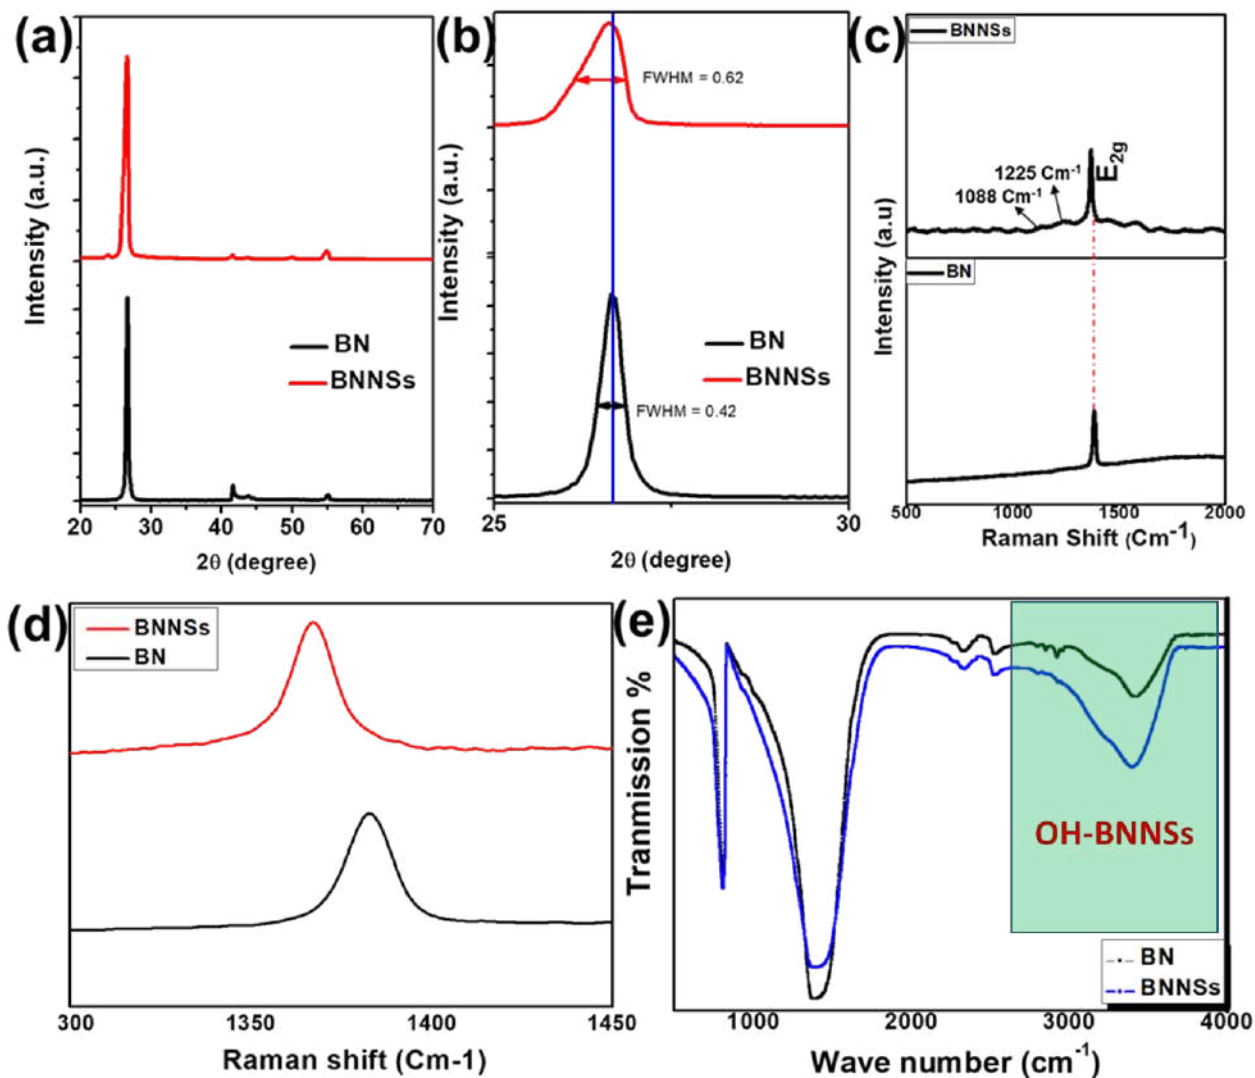 (a)
Intensity (a.u.)
BN
BNNSs
20 30 40 50 60 70
2θ (degree)
(b)
Intensity (a.u.)
FWHM = 0.62
BN
BNNSs
FWHM = 0.42
25 30
2θ (degree)
(c)
BNNSs
E2g
1225 Cm-1
1088 Cm-1
Intensity (a.u)
BN
500 1000 1500 2000
Raman Shift (Cm-1)
(d)
BNNSs
BN
300 1350 1400 1450
Raman shift (Cm-1)
(e)
Tranmission %
OH-BNNSs
BN
BNNSs
1000 2000 3000 4000
Wave number (cm-1)